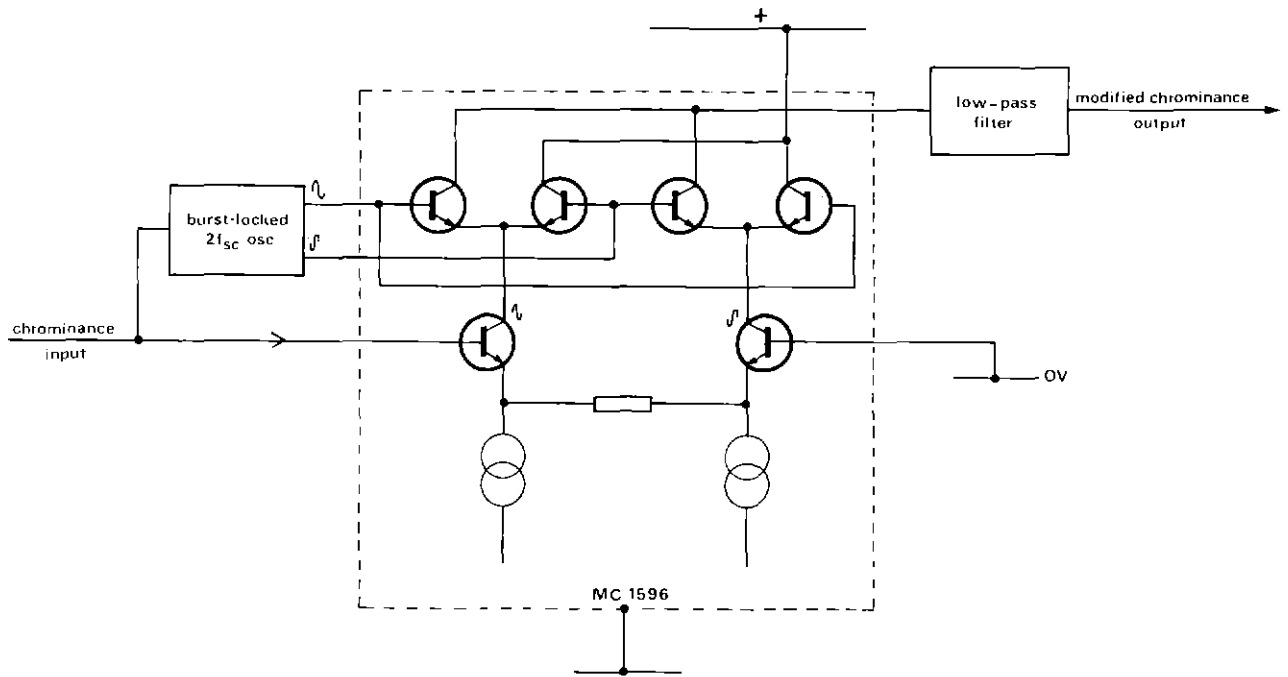 +
low-pass
filter
modified chrominance
output
burst-locked
2fsc osc
chrominance
input
0V
MC 1596